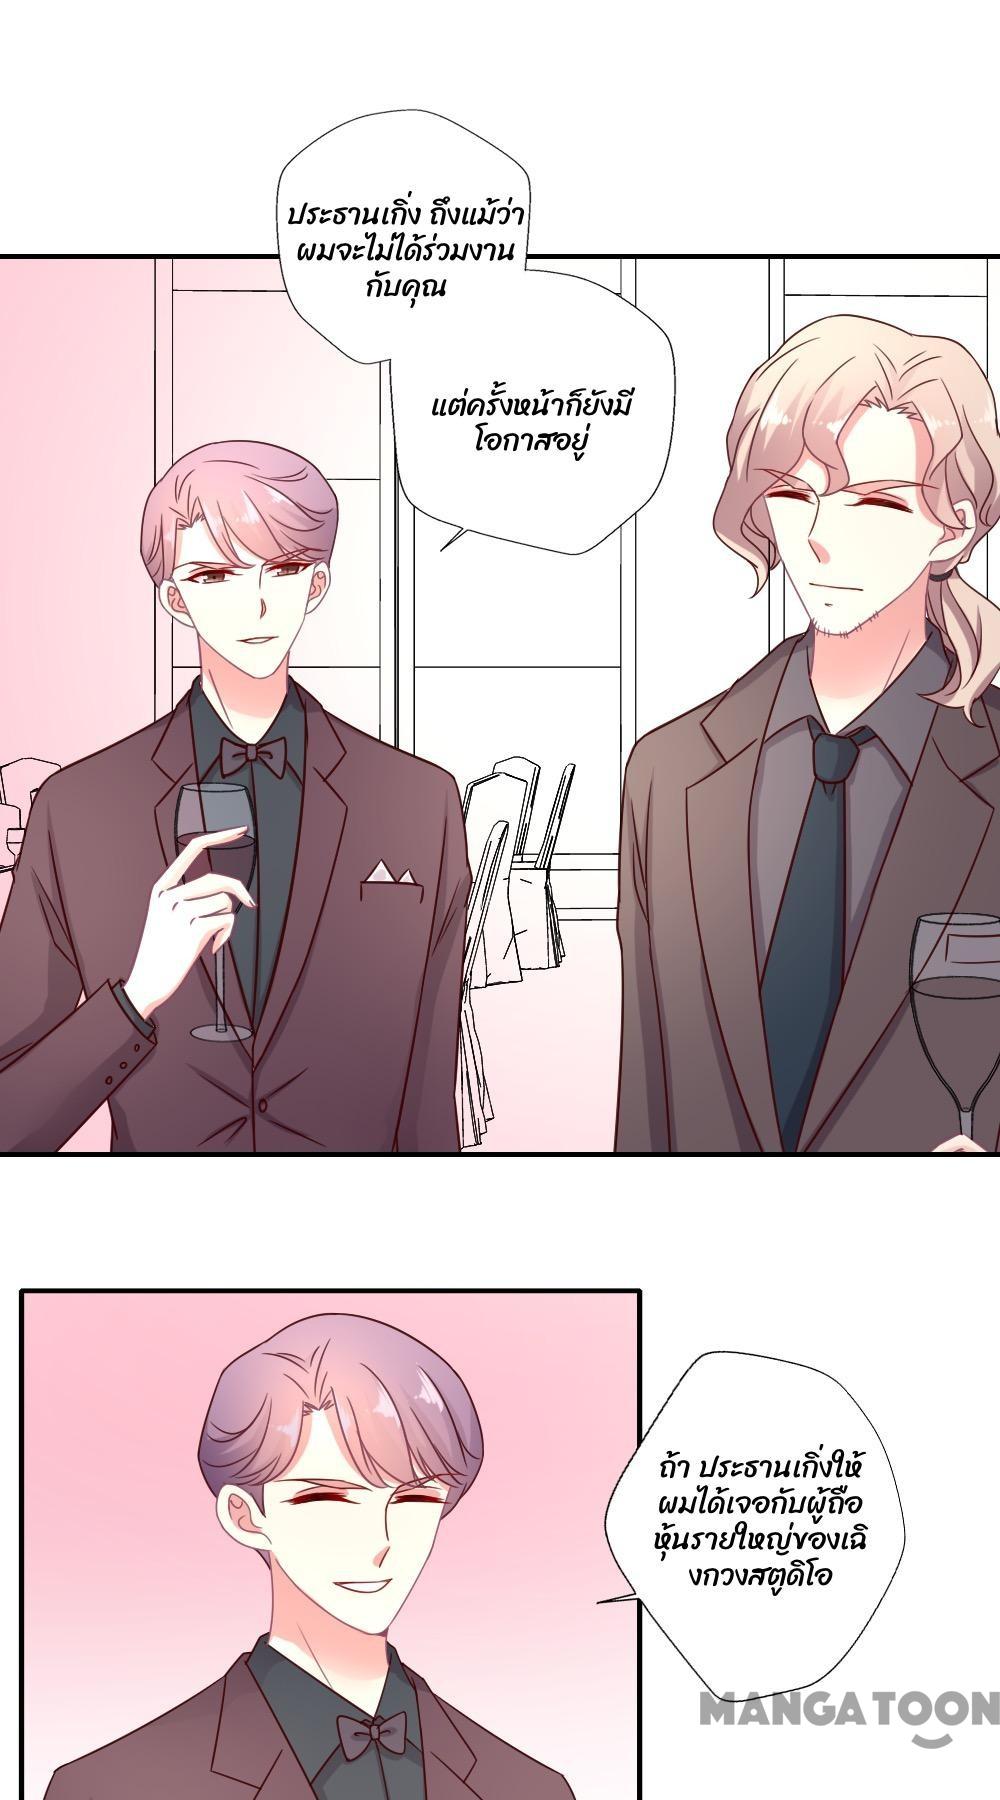 ประธานเกิ่ง ถึงแม้ว่า
ผมจะไม่ได้ร่วมงาน
กับคุณ
แต่ครั้งหน้าก็ยังมี
โอกาสอยู่
ถ้า ประธานเกิ่งให้
ผมได้เจอกับผู้ถือ
หุ้นรายใหญ่ของเฉิ
งกวงสตูดิโอ
MANGATOON